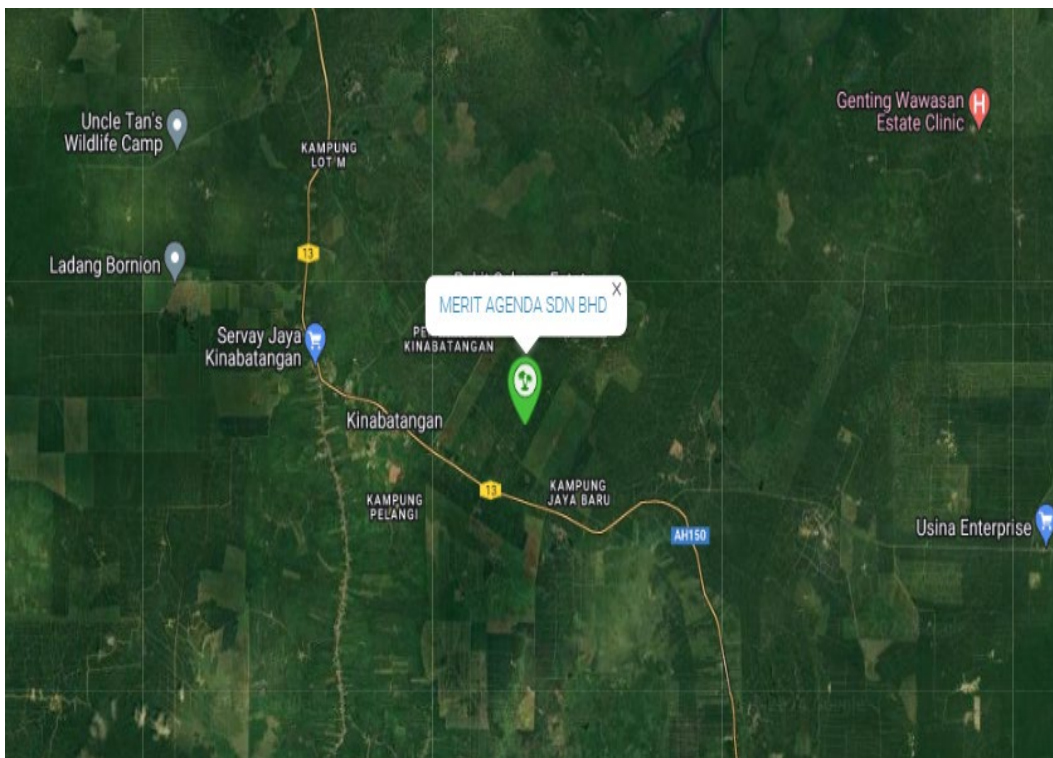 Uncle Tan's
Wildlife Camp
KAMPUNG
LOT M
Genting Wawasan
Estate Clinic
H
13
Ladang Bornion
MERIT AGENDA SDN BHD
X
Servay Jaya
Kinabatangan
KINABATANGAN
Kinabatangan
13
KAMPUNG
PELANGI
KAMPUNG
JAYA BARU
AH150
Usina Enterprise